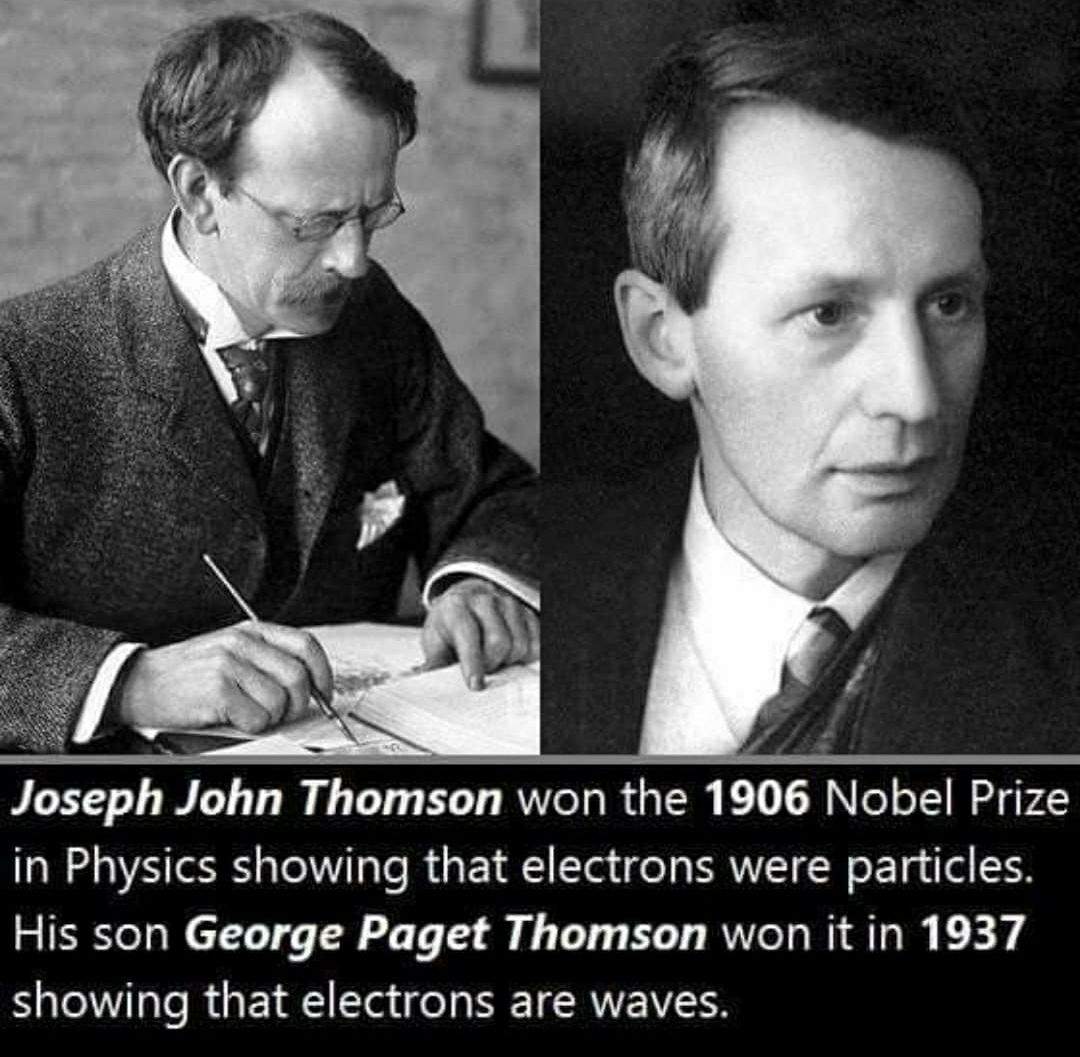 Joseph John Thomson won the 1906 Nobel Prize
in Physics showing that electrons were particles.
His son George Paget Thomson won it in 1937
showing that electrons are waves.